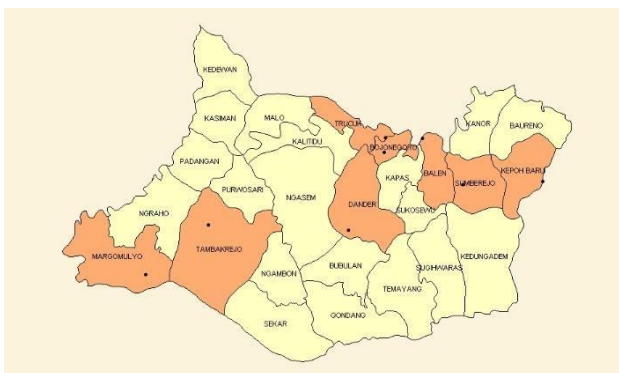 KEDEWAN
KASIMAN
MALO
TRUCUK
KANOR
BAURENO
KALITIDU
BOJONEGORO
PADANGAN
KAPAS
BALEN
SUMBEREJO
KEPOH BARU
PURWOSARI
NGASEM
DANDER
SUKOSEWU
NGRAHO
TAMBAKREJO
MARGOMULYO
NGAMBON
BUBULAN
SUGIHWARAS
KEDUNGADEM
TEMAYANG
SEKAR
GONDANG